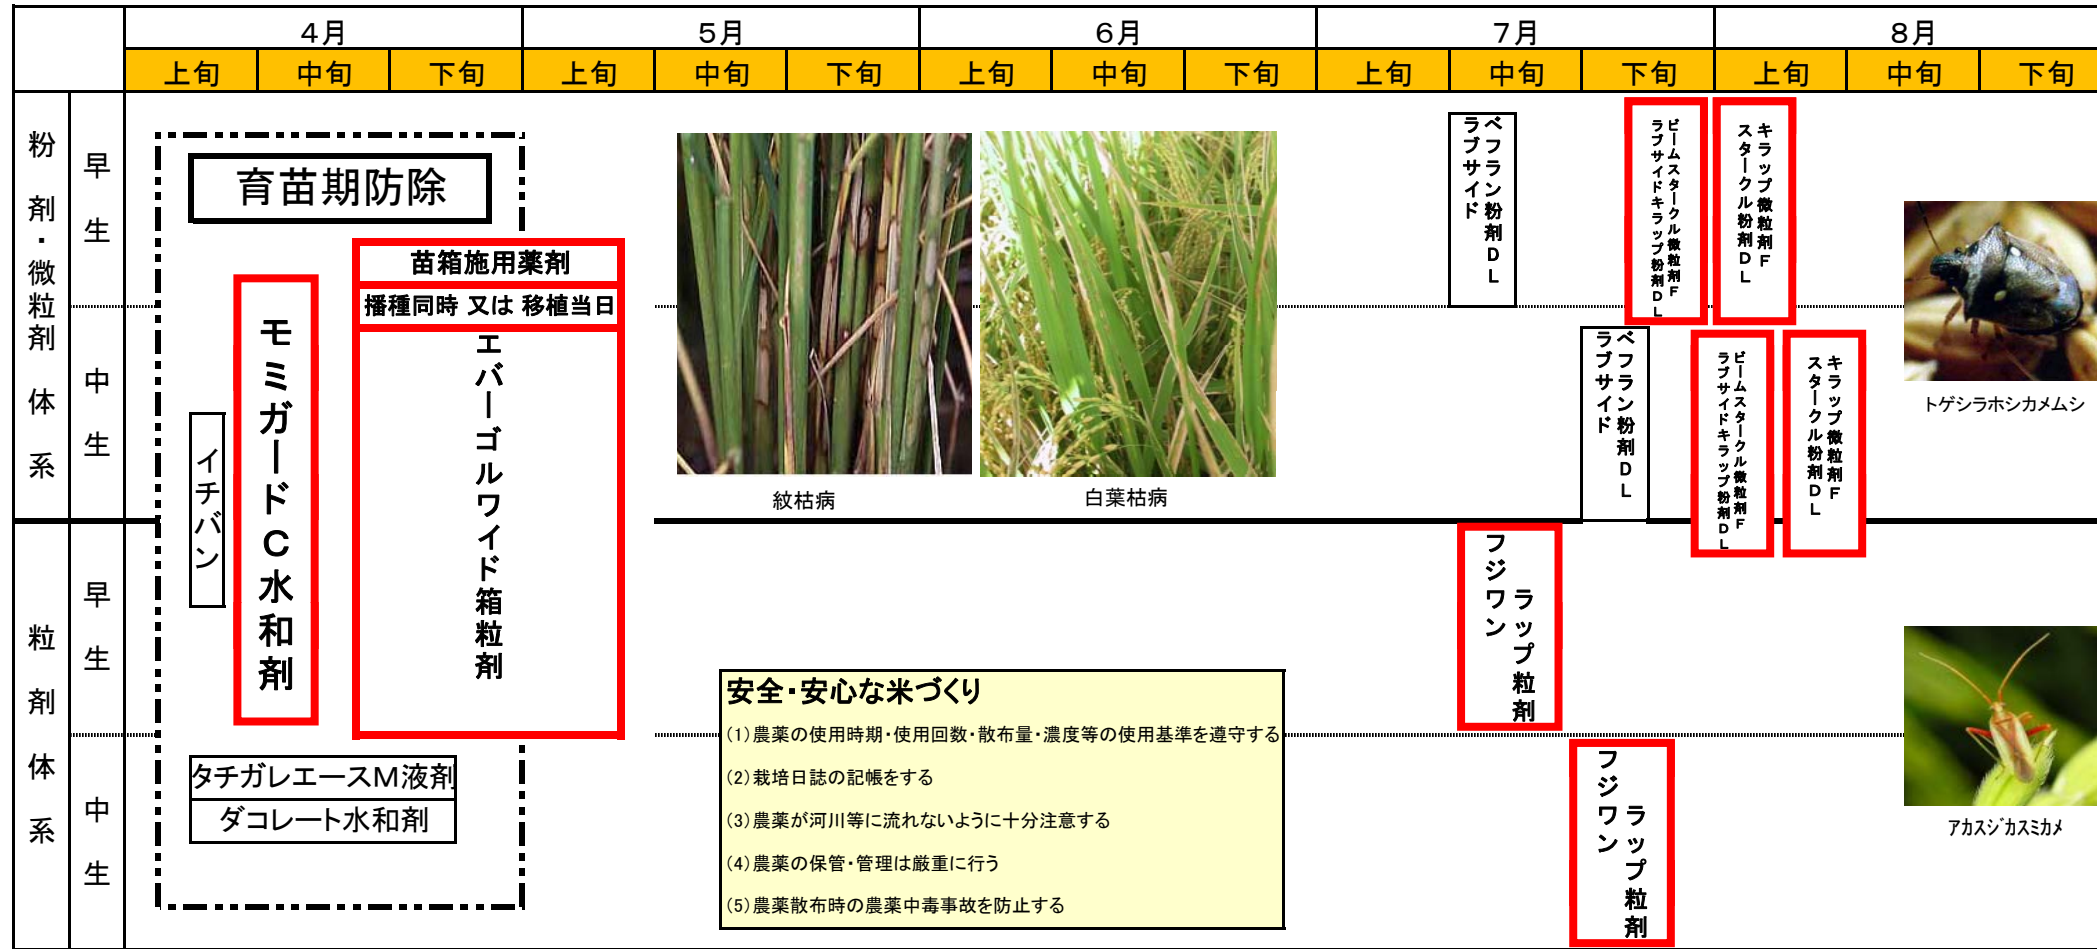 4月
5月
6月
7月
8月
上旬
中旬
下旬
上旬
中旬
下旬
上旬
中旬
下旬
上旬
中旬
下旬
上旬
中旬
下旬
粉剤・微粒剤体系
早生
中生
粒剤体系
早生
中生
育苗期防除
イチバン
モミガードC水和剤
苗箱施用薬剤
播種同時 又は 移植当日
エバーゴルワイド箱粒剤
タチガレエースM液剤
ダコレート水和剤
紋枯病
白葉枯病
ラブサイド
ベフラン粉剤DL
ビームスタークル微粒剤F
ラブサイドキラップ粉剤DL
キラップ微粒剤F
スタークル粉剤DL
ラブサイド
ベフラン粉剤DL
ビームスタークル微粒剤F
ラブサイドキラップ粉剤DL
キラップ微粒剤F
スタークル粉剤DL
フジワン
ラップ粒剤
フジワン
ラップ粒剤
トゲシラホシカメムシ
アカスジカスミカメ
安全・安心な米づくり
(1)農薬の使用時期・使用回数・散布量・濃度等の使用基準を遵守する
(2)栽培日誌の記帳をする
(3)農薬が河川等に流れないように十分注意する
(4)農薬の保管・管理は厳重に行う
(5)農薬散布時の農薬中毒事故を防止する